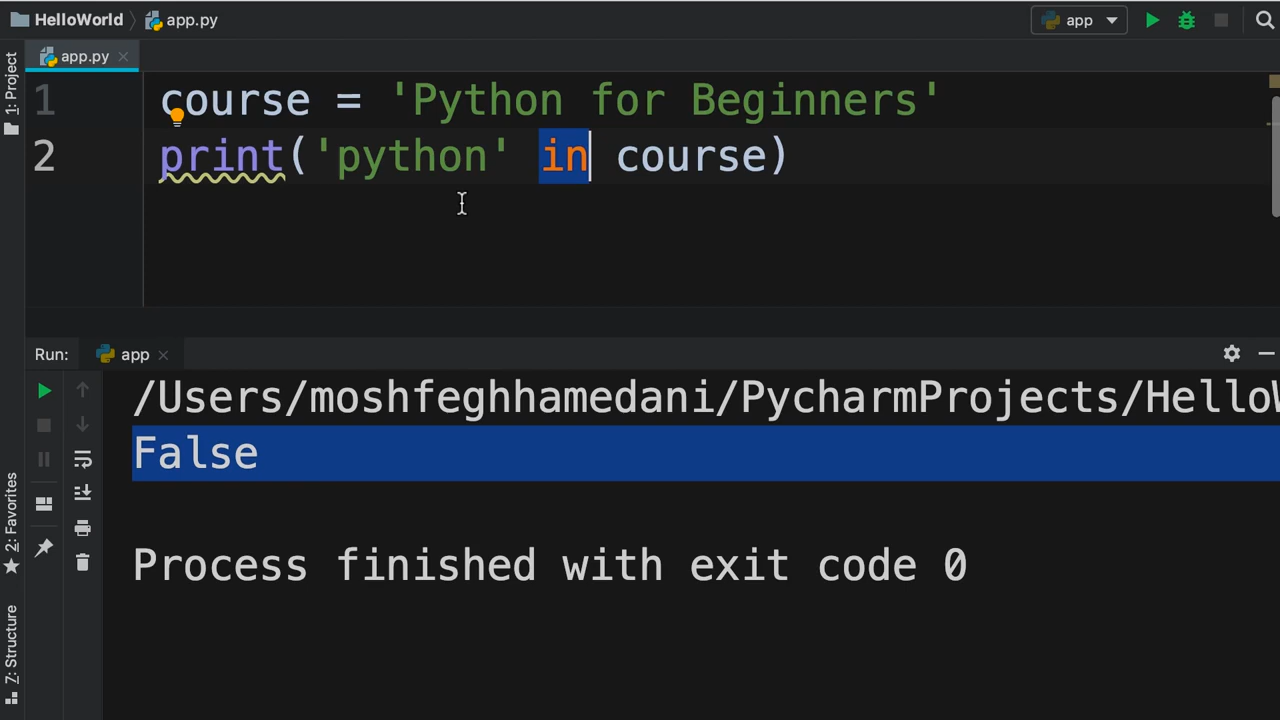 HelloWorld app.py app
1: Project
app.py
1 course = 'Python for Beginners'
2 print('python' in course)
Run: app
/Users/moshfeghhamedani/PycharmProjects/HelloW
False
Process finished with exit code 0
2: Favorites
Z: Structure